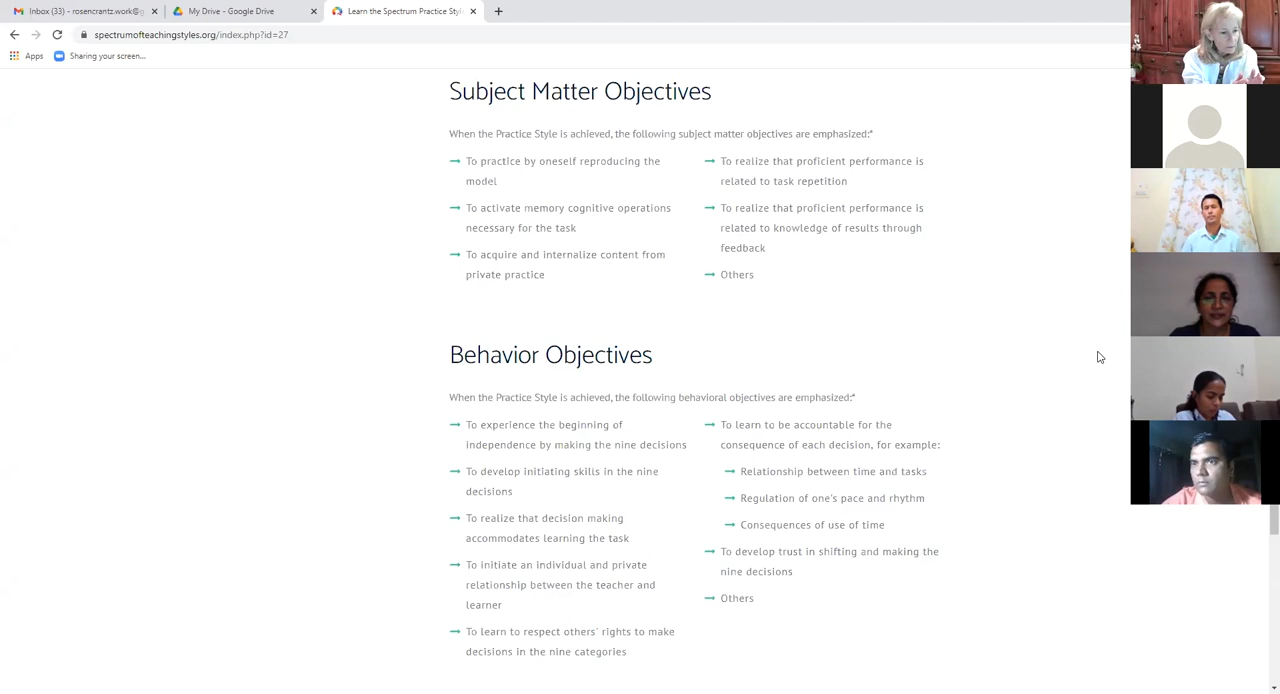 Inbox (33) - rosencrantz.work@g
My Drive - Google Drive
Learn the Spectrum Practice Styl
spectrumofteachingstyles.org/index.php?id=27
Apps
Sharing your screen...
Subject Matter Objectives
When the Practice Style is achieved, the following subject matter objectives are emphasized:*
To practice by oneself reproducing the
model
To activate memory cognitive operations
necessary for the task
To acquire and internalize content from
private practice
To realize that proficient performance is
related to task repetition
To realize that proficient performance is
related to knowledge of results through
feedback
Others
Behavior Objectives
When the Practice Style is achieved, the following behavioral objectives are emphasized:*
To experience the beginning of
independence by making the nine decisions
To develop initiating skills in the nine
decisions
To realize that decision making
accommodates learning the task
To initiate an individual and private
relationship between the teacher and
learner
To learn to respect others' rights to make
decisions in the nine categories
To learn to be accountable for the
consequence of each decision, for example:
Relationship between time and tasks
Regulation of one's pace and rhythm
Consequences of use of time
To develop trust in shifting and making the
nine decisions
Others